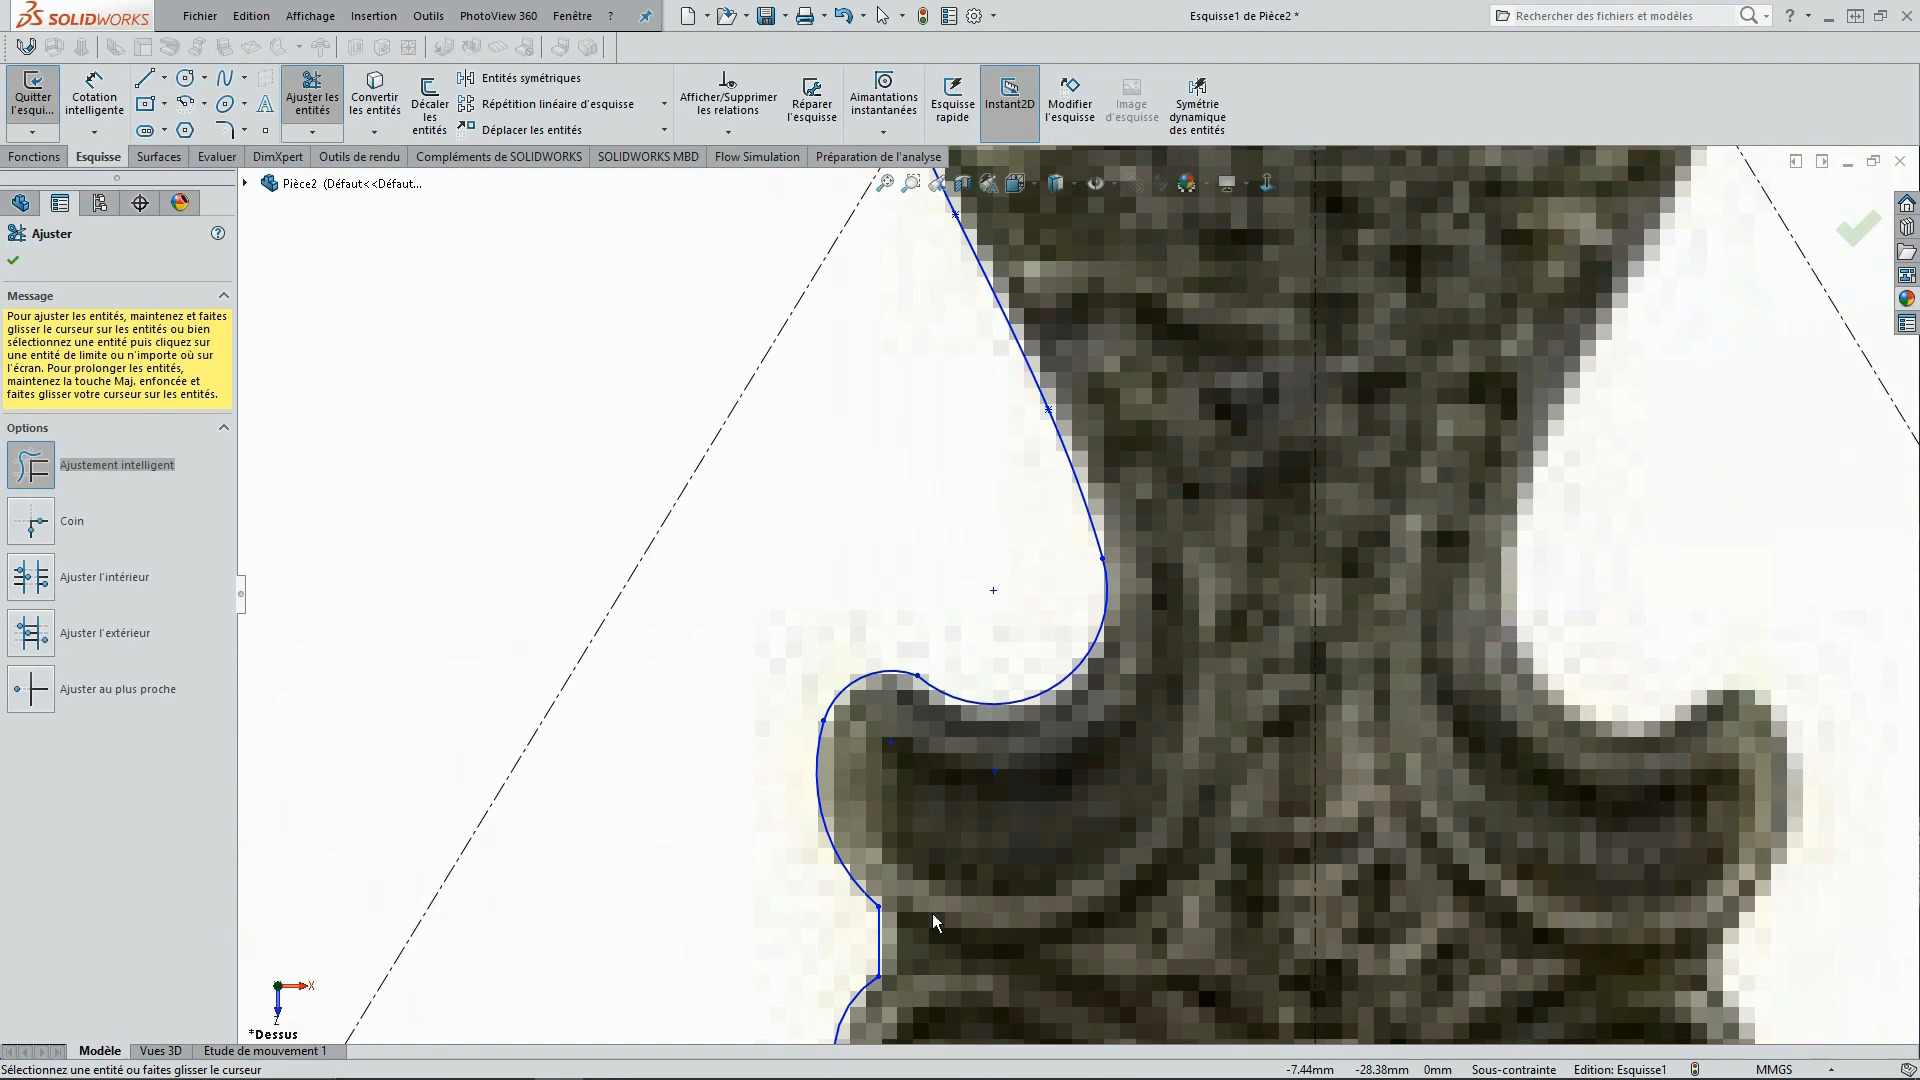 SOLIDWORKS
Fichier Edition Affichage Insertion Outils PhotoView 360 Fenêtre ?
Esquisse1 de Pièce2 *
Rechercher des fichiers et modèles
Quitter l'esqui...
Cotation intelligente
Ajuster les entités
Convertir les entités
Décaler les entités
Entités symétriques
Répétition linéaire d'esquisse
Déplacer les entités
Afficher/Supprimer les relations
Réparer l'esquisse
Aimantations instantanées
Esquisse rapide
Instant2D
Modifier l'esquisse
Image d'esquisse
Symétrie dynamique des entités
Fonctions Esquisse Surfaces Evaluer DimXpert Outils de rendu Compléments de SOLIDWORKS SOLIDWORKS MBD Flow Simulation Préparation de l'analyse
Pièce2 (Défaut<<Défaut...
Ajuster
Message
Pour ajuster les entités, maintenez et faites
glisser le curseur sur les entités ou bien
sélectionnez une entité puis cliquez sur
une entité de limite ou n'importe où sur
l'écran. Pour prolonger les entités,
maintenez la touche Maj. enfoncée et
faites glisser votre curseur sur les entités.
Options
Ajustement intelligent
Coin
Ajuster l'intérieur
Ajuster l'extérieur
Ajuster au plus proche
X
Z
*Dessus
Modèle Vues 3D Etude de mouvement 1
Sélectionnez une entité ou faites glisser le curseur
-7.44mm -28.38mm 0mm Sous-contrainte Edition: Esquisse1 MMGS